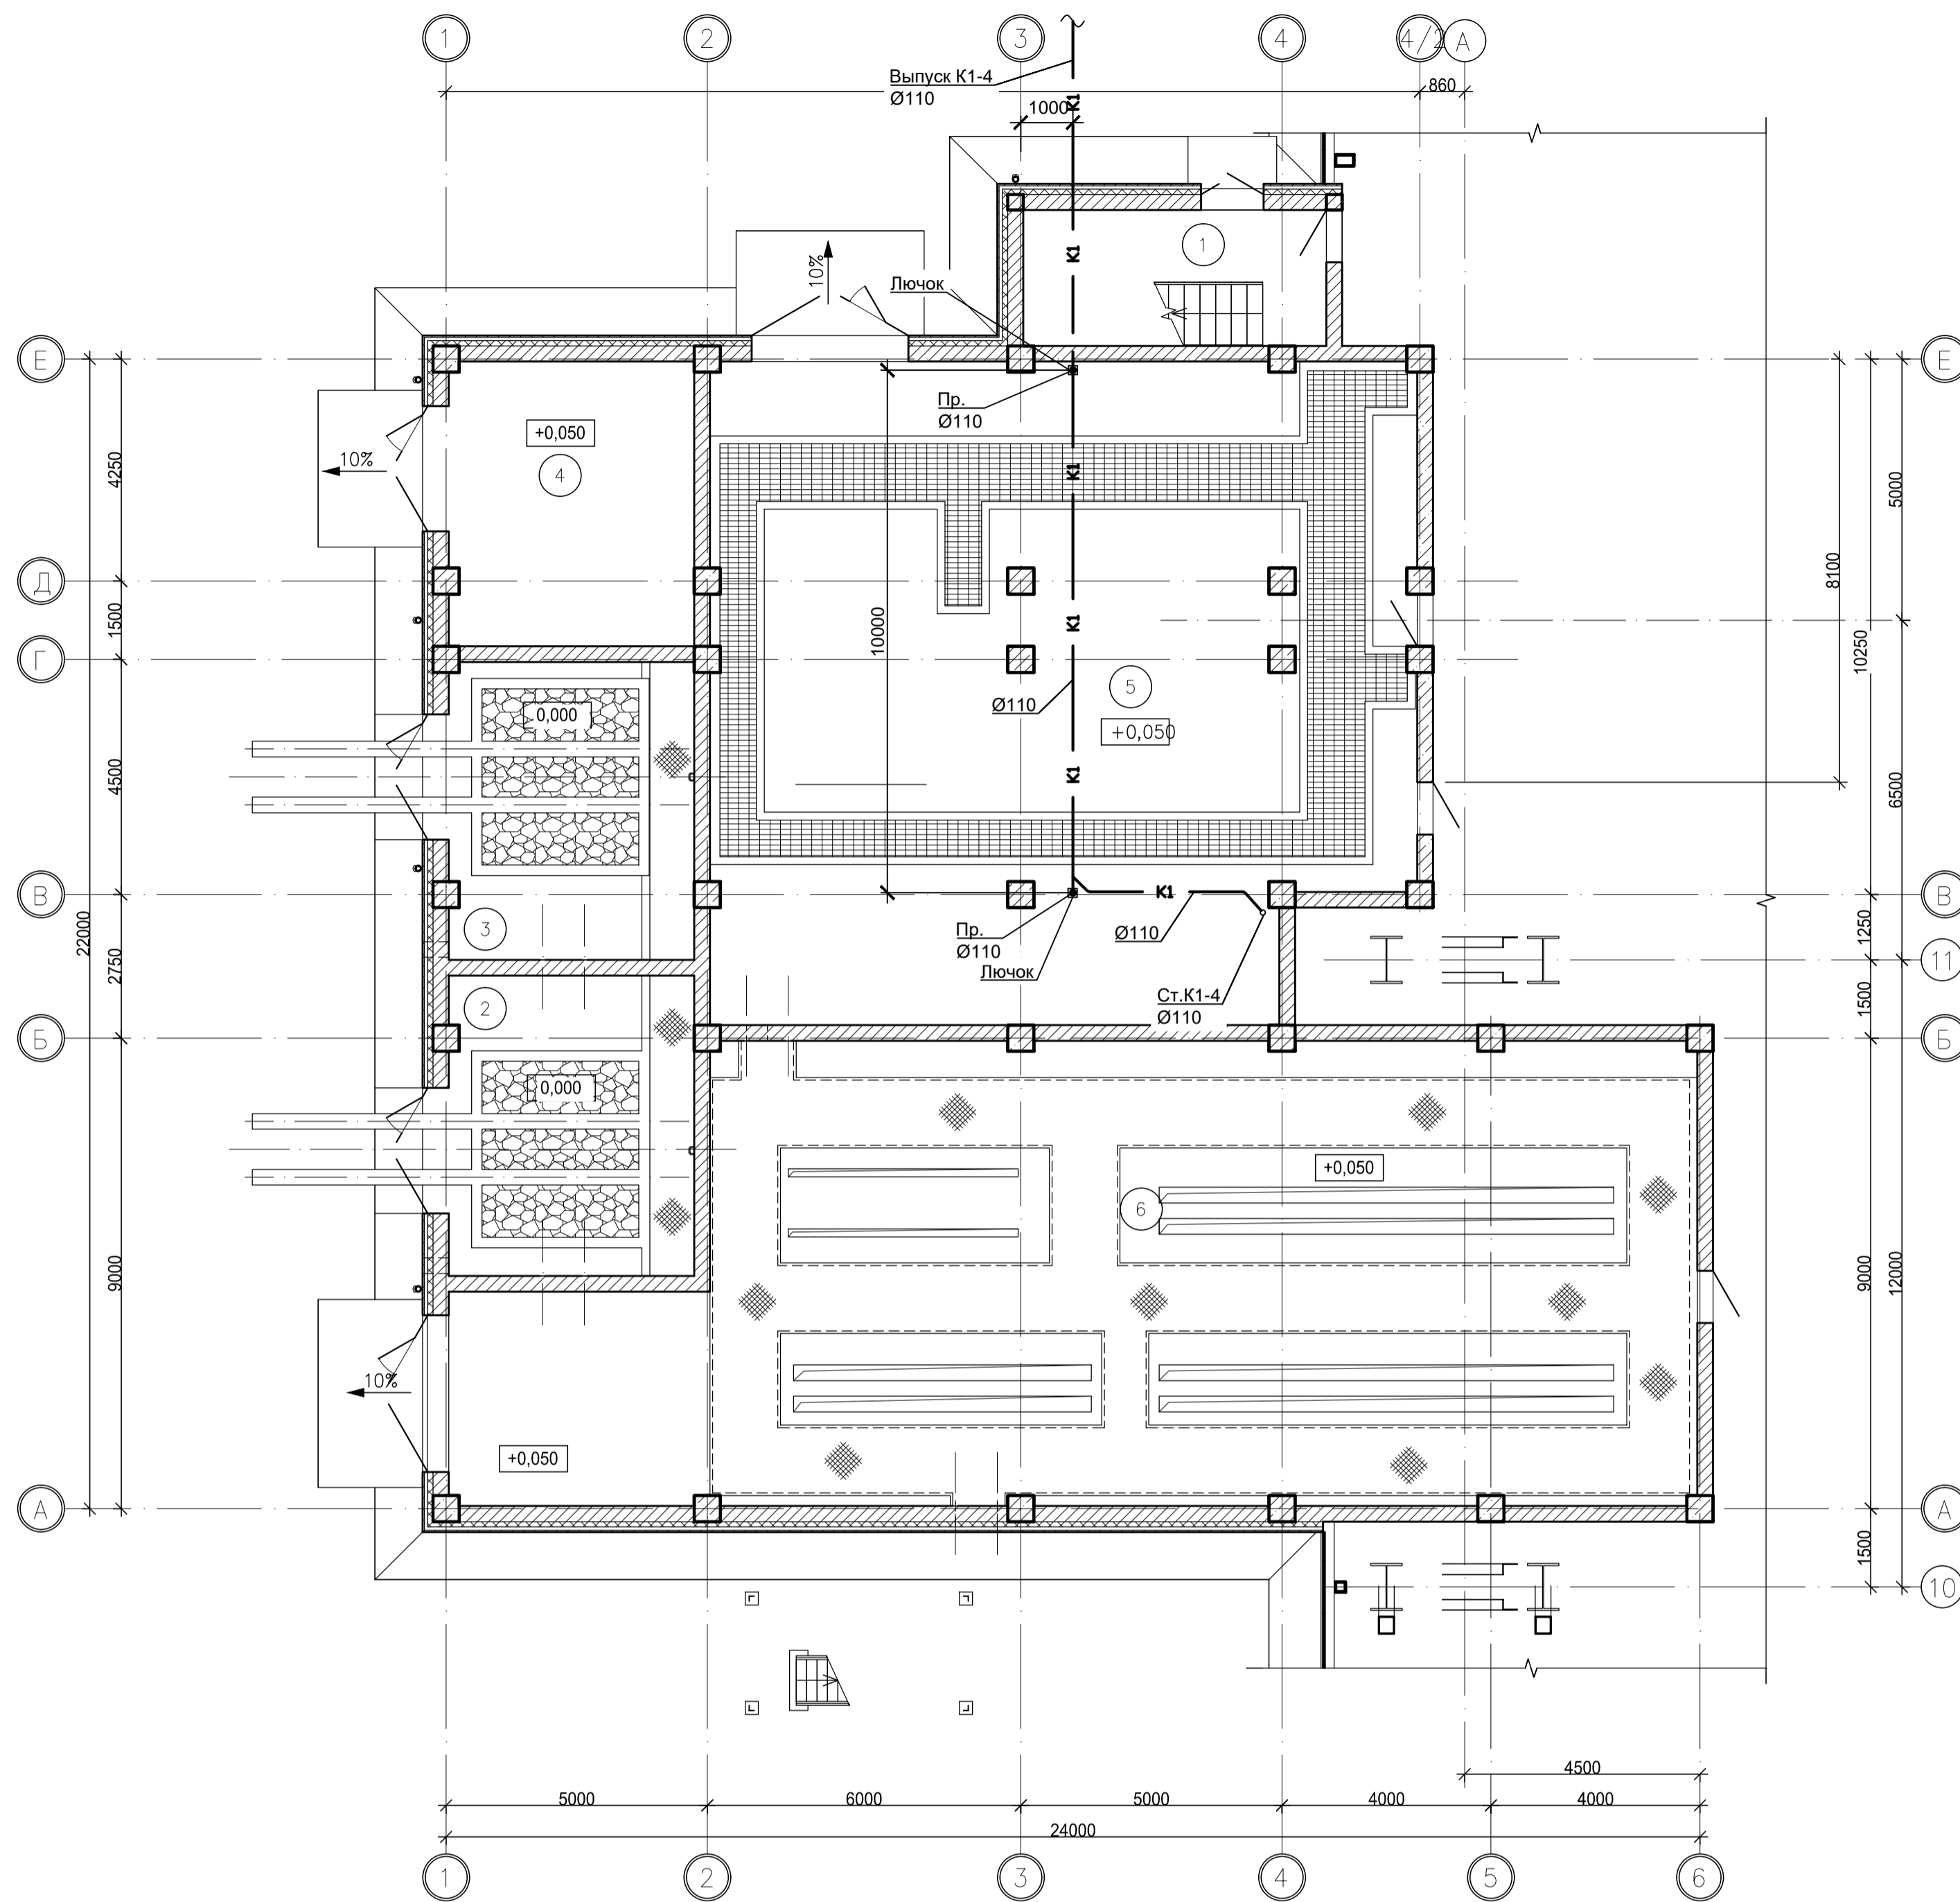 1
2
3
4
4/2
А
860
Выпуск К1-4
Ø110
1000
К1
1
К1
10%
Лючок
Е
Е
Пр.
Ø110
+0,050
4
10%
К1
4250
5000
8100
Д
1500
10000
К1
10250
Г
5
Ø110
+0,050
0,000
К1
4500
6500
В
К1
В
22000
3
Пр.
Ø110
Ø110
1250
Лючок
11
2750
2
Ст.К1-4
Ø110
1500
Б
Б
0,000
+0,050
6
9000
9000
12000
10%
+0,050
А
А
1500
10
4500
5000
6000
5000
4000
4000
24000
1
2
3
4
5
6